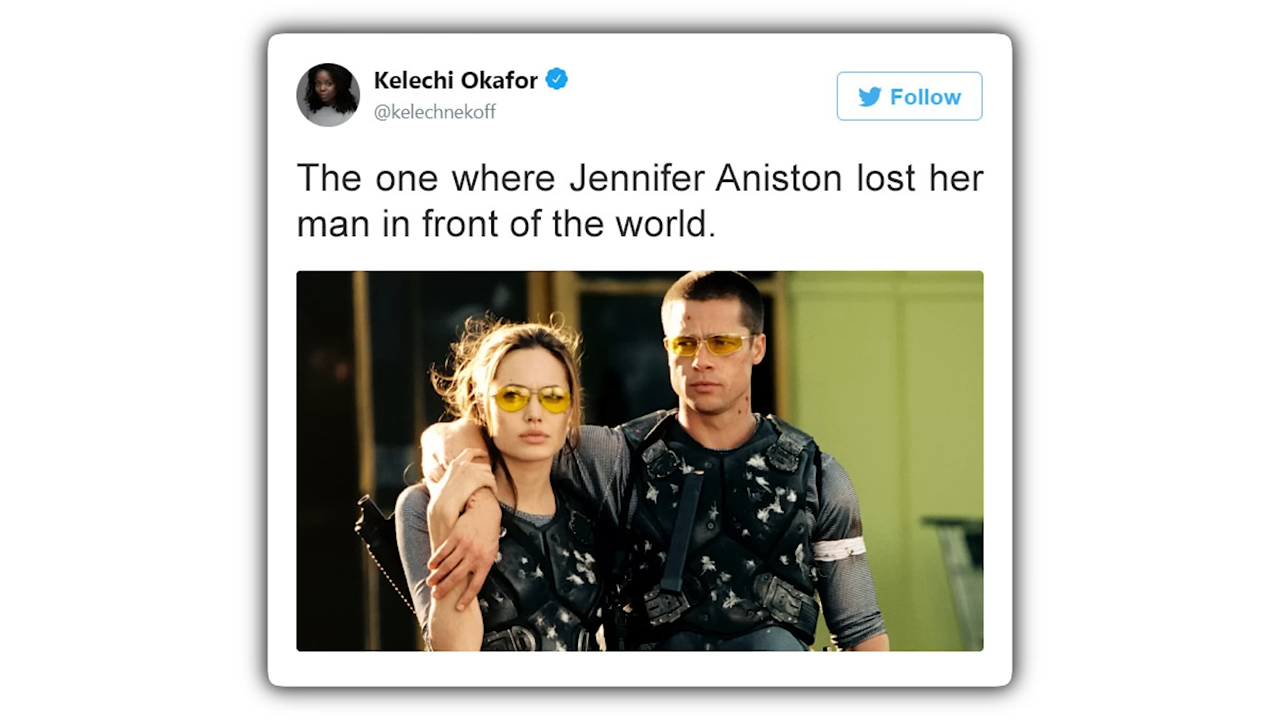 Kelechi Okafor
@kelechnekoff
Follow
The one where Jennifer Aniston lost her
man in front of the world.